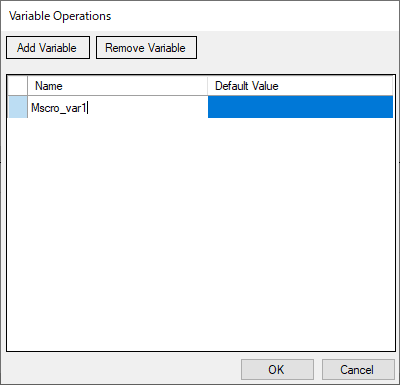 Variable Operations
Add Variable Remove Variable
Name Default Value
Mscro_var1
OK Cancel